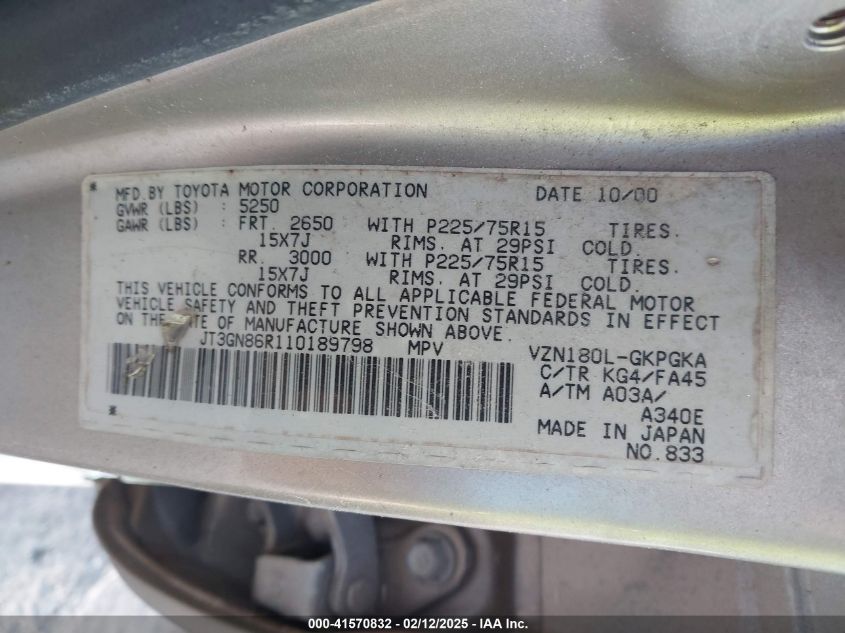 MFD.BY TOYOTA MOTOR CORPORATION DATE 10/00
GVWR (LBS) : 5250
GAWR (LBS) : FRT. 2650 WITH P225/75R15 TIRES.
15X7J RIMS. AT 29PSI COLD.
RR. 3000 WITH P225/75R15 TIRES.
15X7J RIMS. AT 29PSI COLD.
THIS VEHICLE CONFORMS TO ALL APPLICABLE FEDERAL MOTOR
VEHICLE SAFETY AND THEFT PREVENTION STANDARDS IN EFFECT
ON THE DATE OF MANUFACTURE SHOWN ABOVE.
JT3GN86R110189798 MPV VZN180L-GKPGKA
C/TR KG4/FA45
A/TM A03A/
A340E
MADE IN JAPAN
NO.833
000-41570832 - 02/12/2025 - IAA Inc.